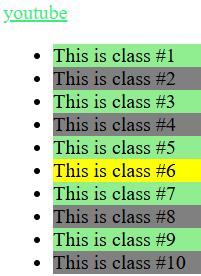 youtube
This is class #1
This is class #2
This is class #3
This is class #4
This is class #5
This is class #6
This is class #7
This is class #8
This is class #9
This is class #10